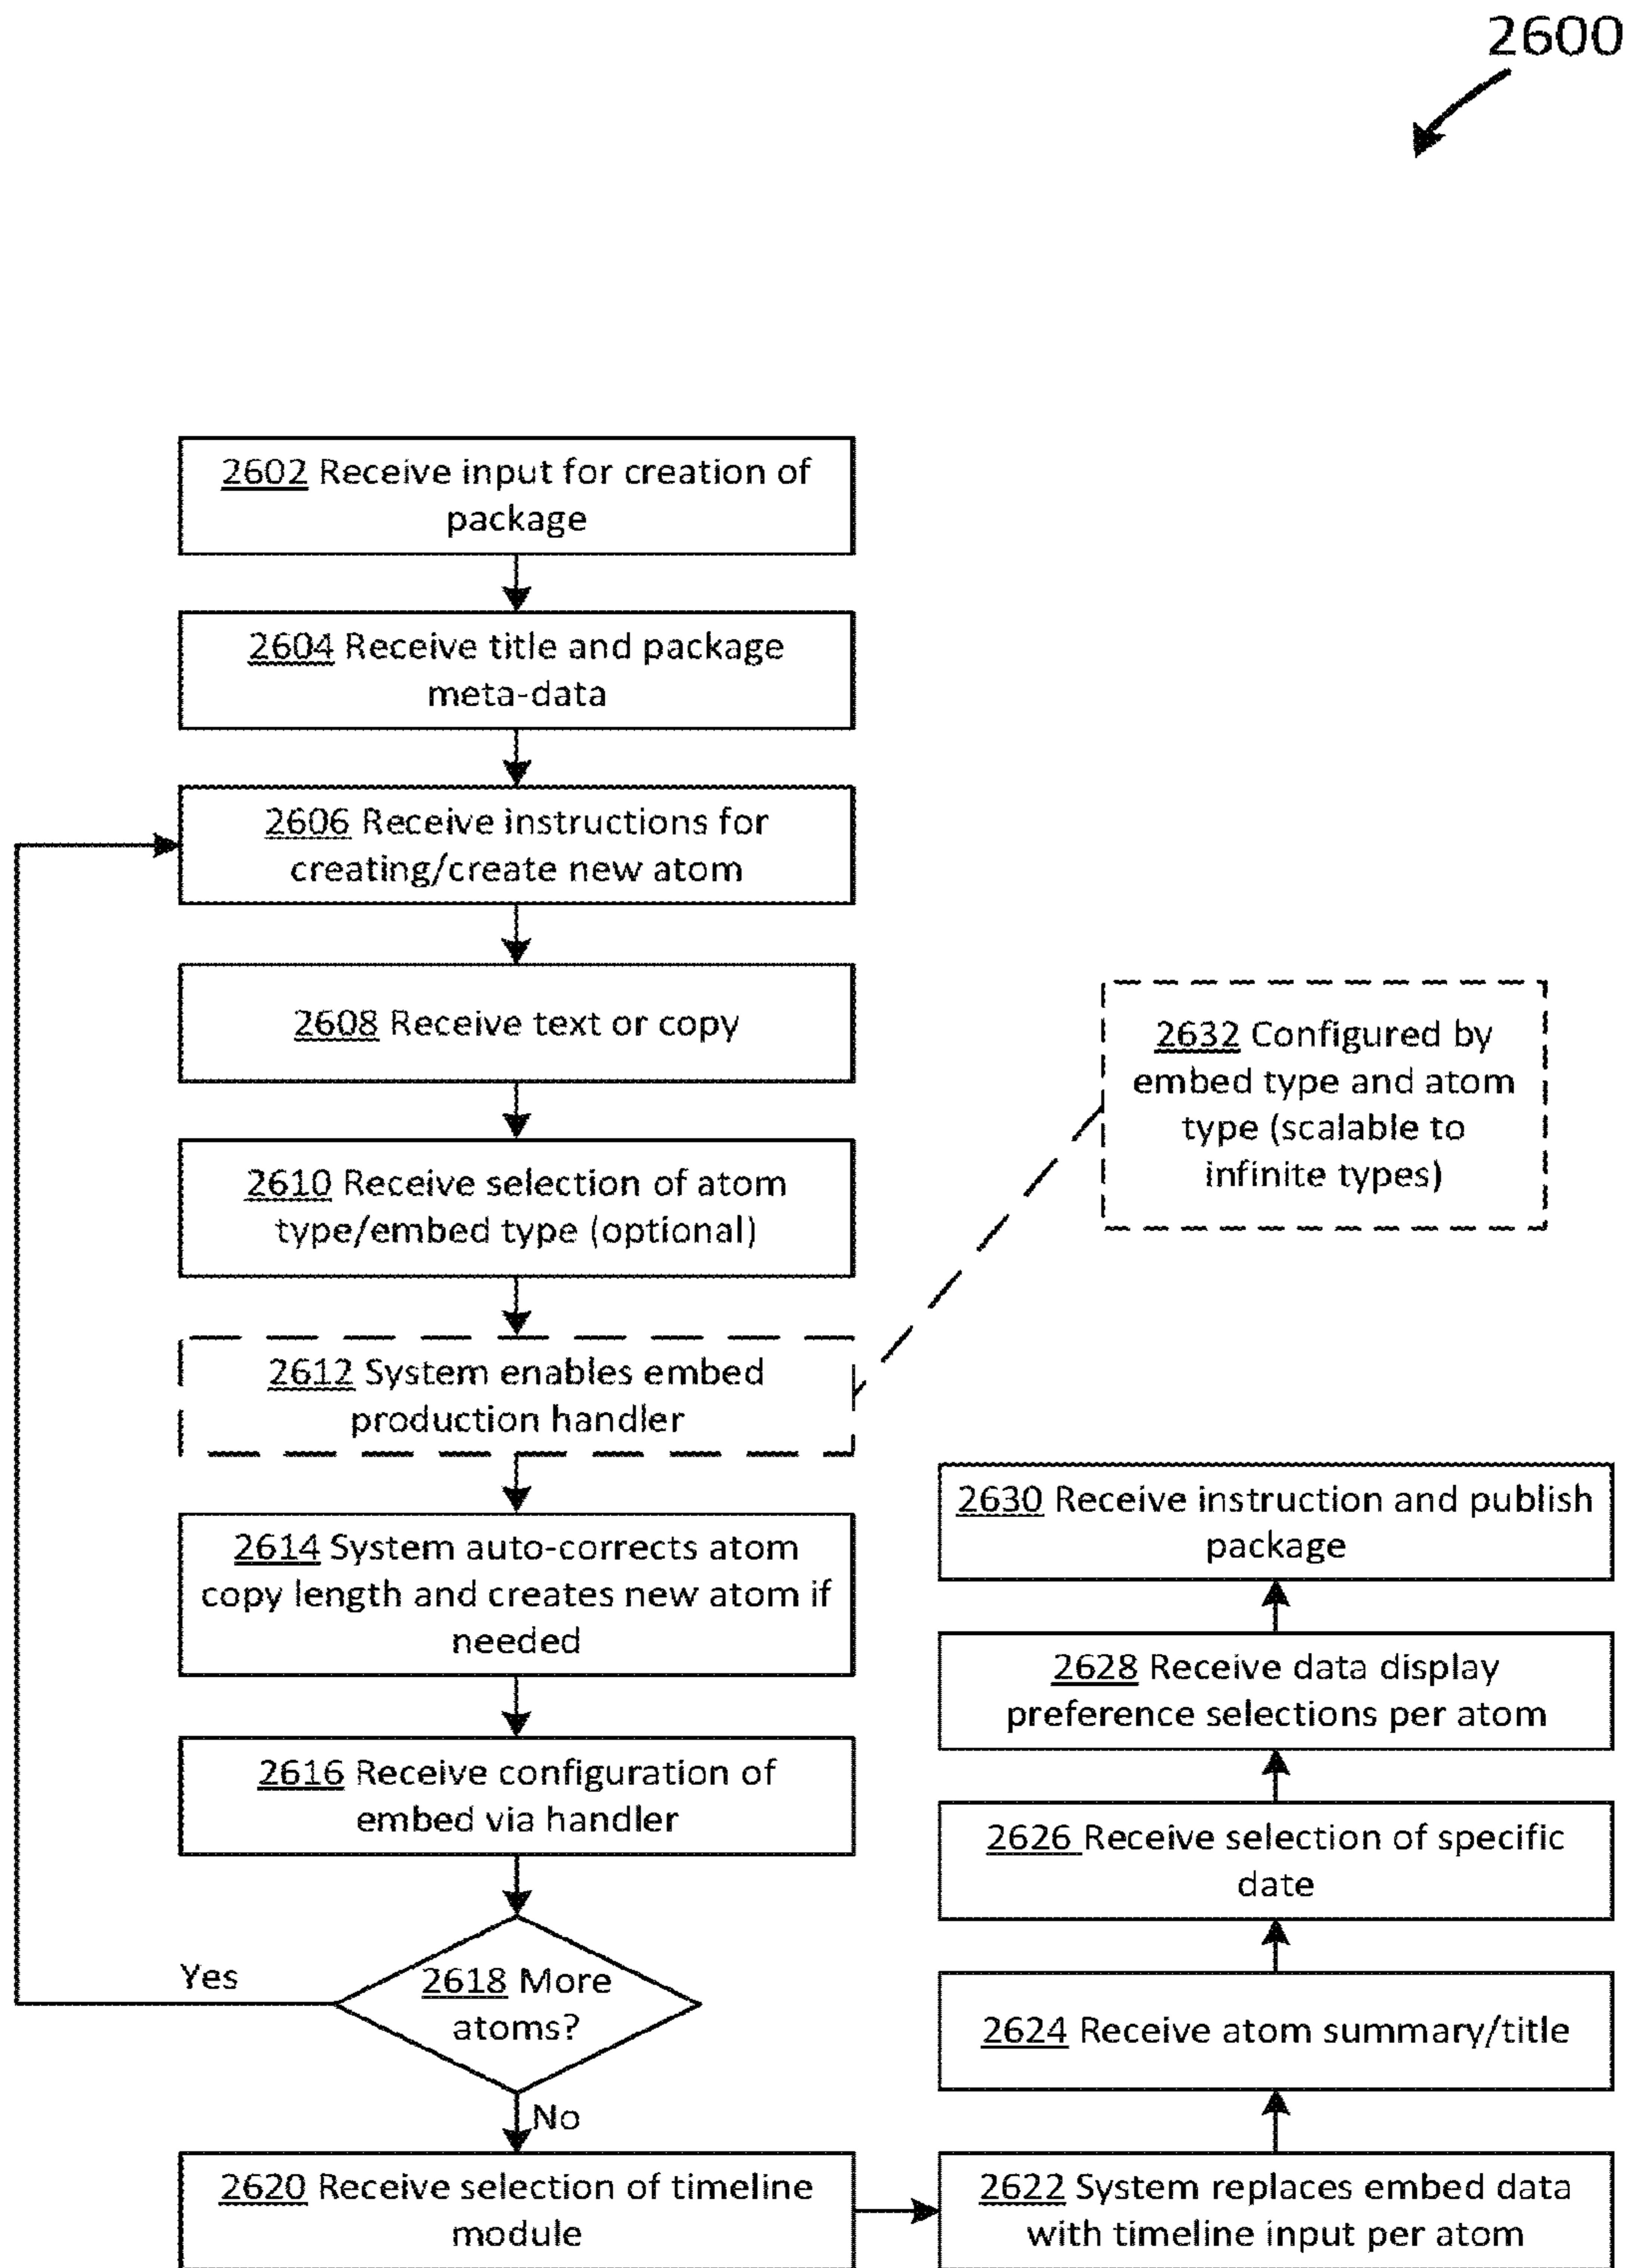 2600
2602 Receive input for creation of
package
2604 Receive title and package
meta-data
2606 Receive instructions for
creating/create new atom
2608 Receive text or copy
2610 Receive selection of atom
type/embed type (optional)
2612 System enables embed
production handler
2632 Configured by
embed type and atom
type (scalable to
infinite types)
2614 System auto-corrects atom
copy length and creates new atom if
needed
2616 Receive configuration of
embed via handler
2618 More
atoms?
Yes
No
2620 Receive selection of timeline
module
2622 System replaces embed data
with timeline input per atom
2624 Receive atom summary/title
2626 Receive selection of specific
date
2628 Receive data display
preference selections per atom
2630 Receive instruction and publish
package